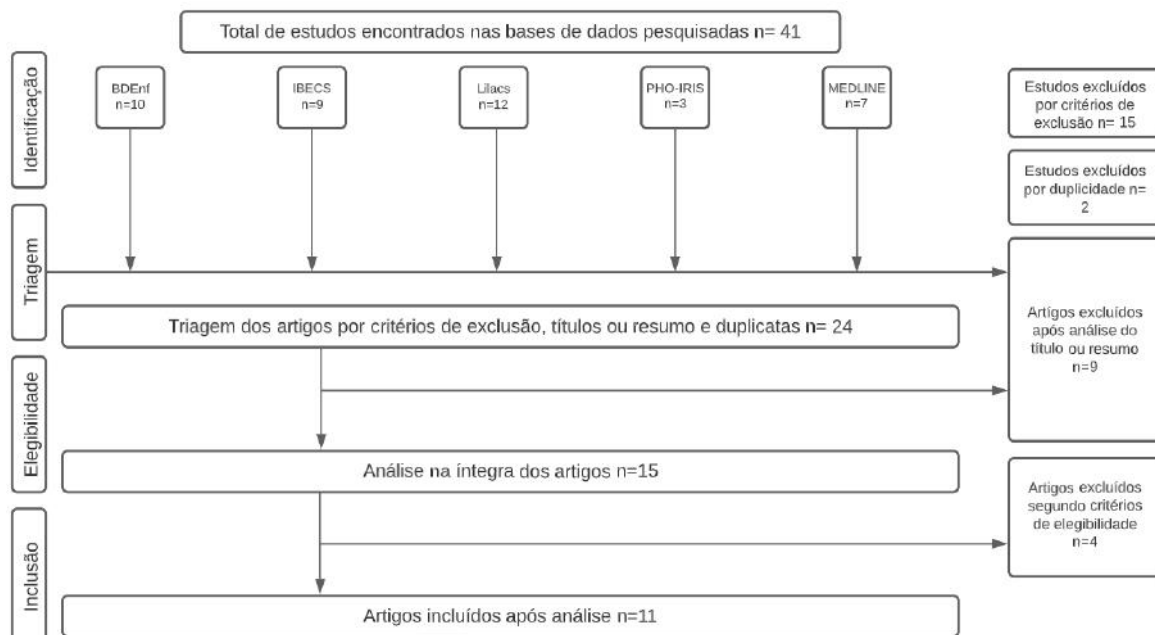 Total de estudos encontrados nas bases de dados pesquisadas n= 41
Identificação
BDEnf
n=10
IBECS
n=9
Lilacs
n=12
PHO-IRIS
n=3
MEDLINE
n=7
Estudos excluídos
por critérios de
exclusão n= 15
Estudos excluídos
por duplicidade n=
2
Triagem
Triagem dos artigos por critérios de exclusão, títulos ou resumo e duplicatas n= 24
Artigos excluídos
após análise do
título ou resumo
n=9
Elegibilidade
Análise na íntegra dos artigos n=15
Artigos excluídos
segundo critérios
de elegibilidade
n=4
Inclusão
Artigos incluídos após análise n=11